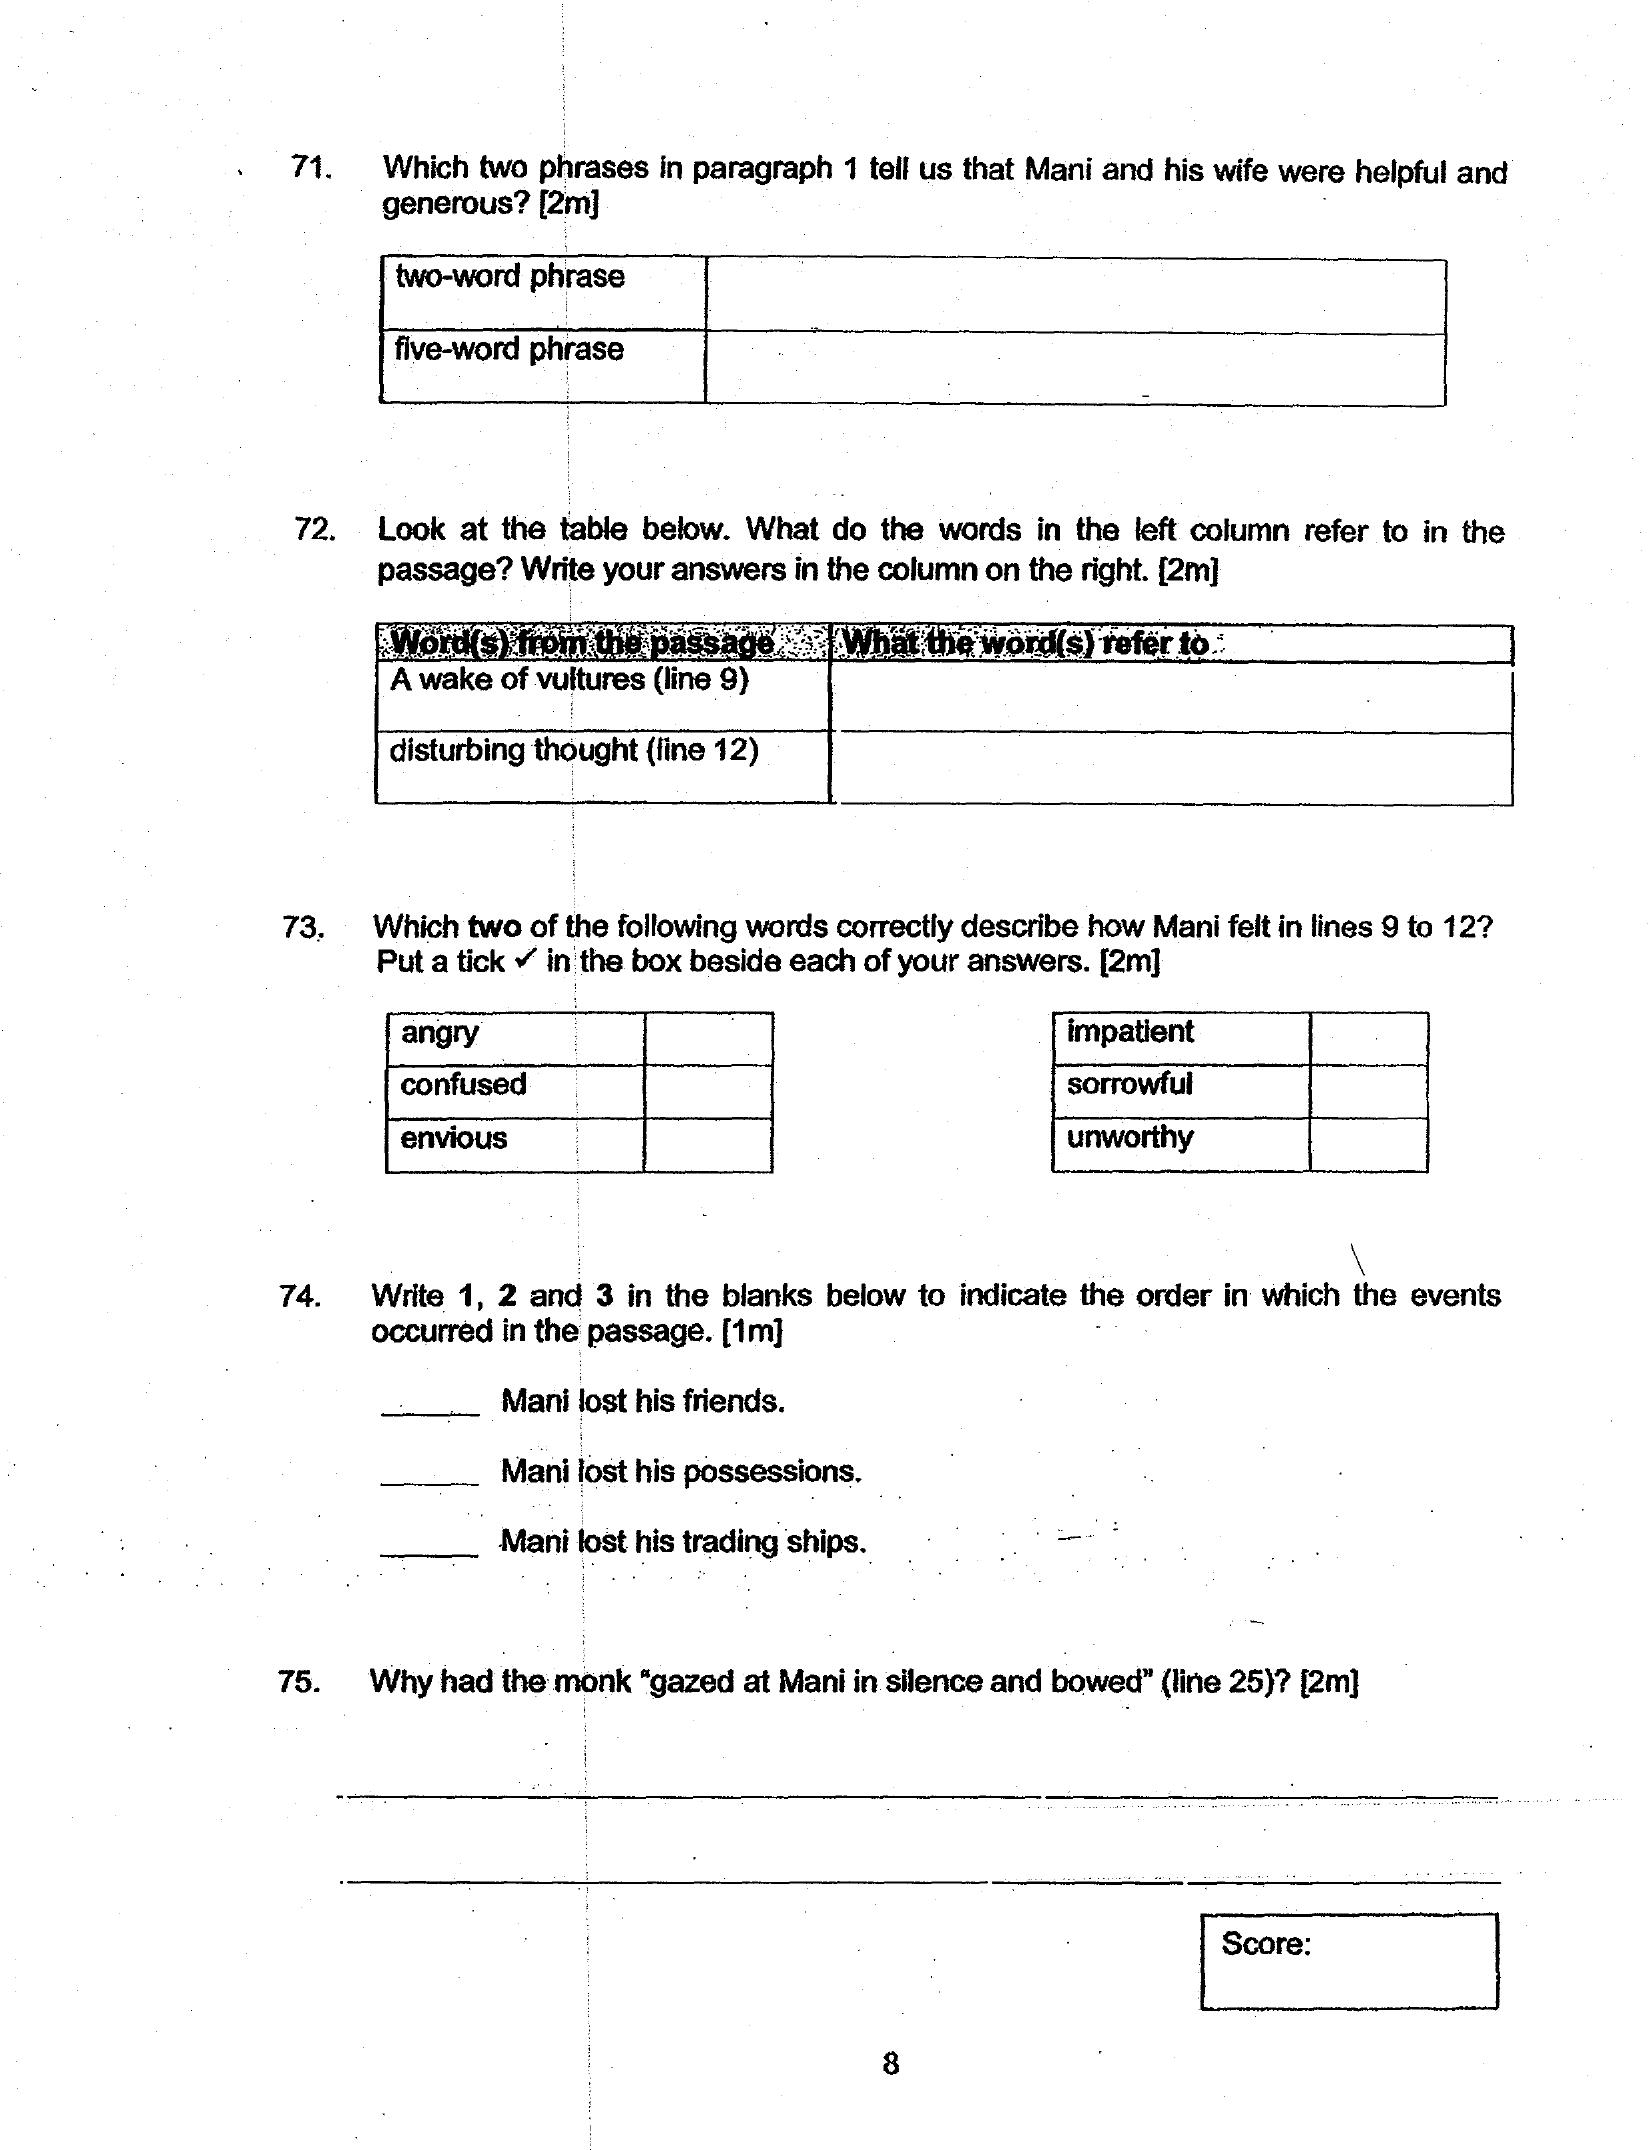 71. Which two phrases in paragraph 1 tell us that Mani and his wife were helpful and
generous? [2m]
two-word phrase
five-word phrase
72. Look at the table below. What do the words in the left column refer to in the
passage? Write your answers in the column on the right. [2m]
Word(s) from the passage What the word(s) refer to
A wake of vultures (line 9)
disturbing thought (line 12)
73. Which two of the following words correctly describe how Mani felt in lines 9 to 12?
Put a tick ✓ in the box beside each of your answers. [2m]
angry impatient
confused sorrowful
envious unworthy
74. Write 1, 2 and 3 in the blanks below to indicate the order in which the events
occurred in the passage. [1m]
______ Mani lost his friends.
______ Mani lost his possessions.
______ Mani lost his trading ships.
75. Why had the monk "gazed at Mani in silence and bowed" (line 25)? [2m]
Score:
8